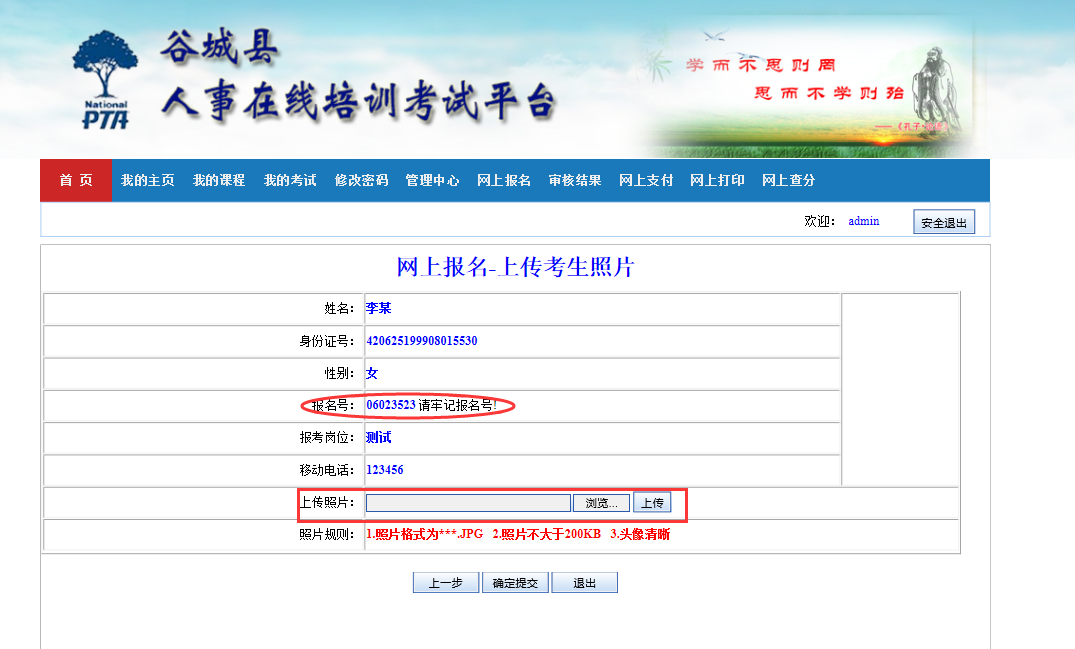 谷城县
人事在线培训考试平台
National
PTA
学而不思则罔
思而不学则殆
首 页 我的主页 我的课程 我的考试 修改密码 管理中心 网上报名 审核结果 网上支付 网上打印 网上查分
欢迎： admin 安全退出
网上报名-上传考生照片
姓名： 李某
身份证号： 420625199908015530
性别： 女
报名号： 06023523 请牢记报名号!
报考岗位： 测试
移动电话： 123456
上传照片： 浏览... 上传
照片规则： 1.照片格式为***.JPG 2.照片不大于200KB 3.头像清晰
上一步 确定提交 退出